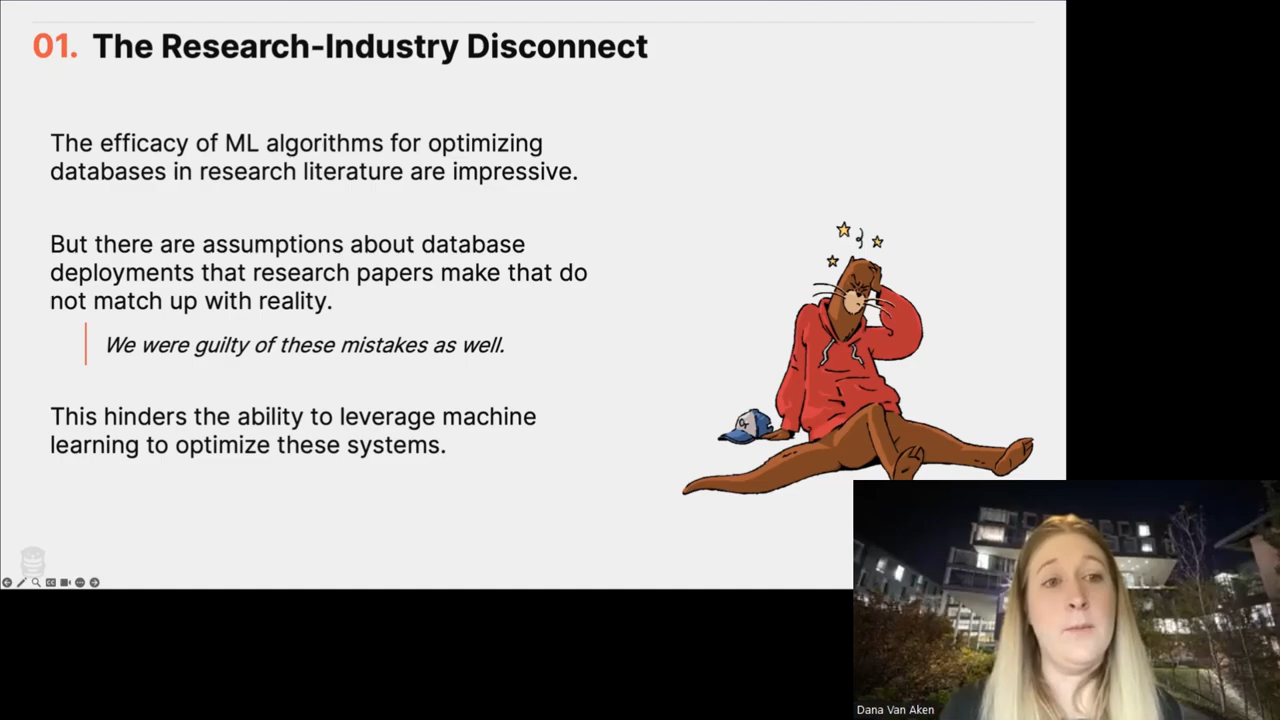 01. The Research-Industry Disconnect
The efficacy of ML algorithms for optimizing
databases in research literature are impressive.
But there are assumptions about database
deployments that research papers make that do
not match up with reality.
We were guilty of these mistakes as well.
This hinders the ability to leverage machine
learning to optimize these systems.
Dana Van Aken